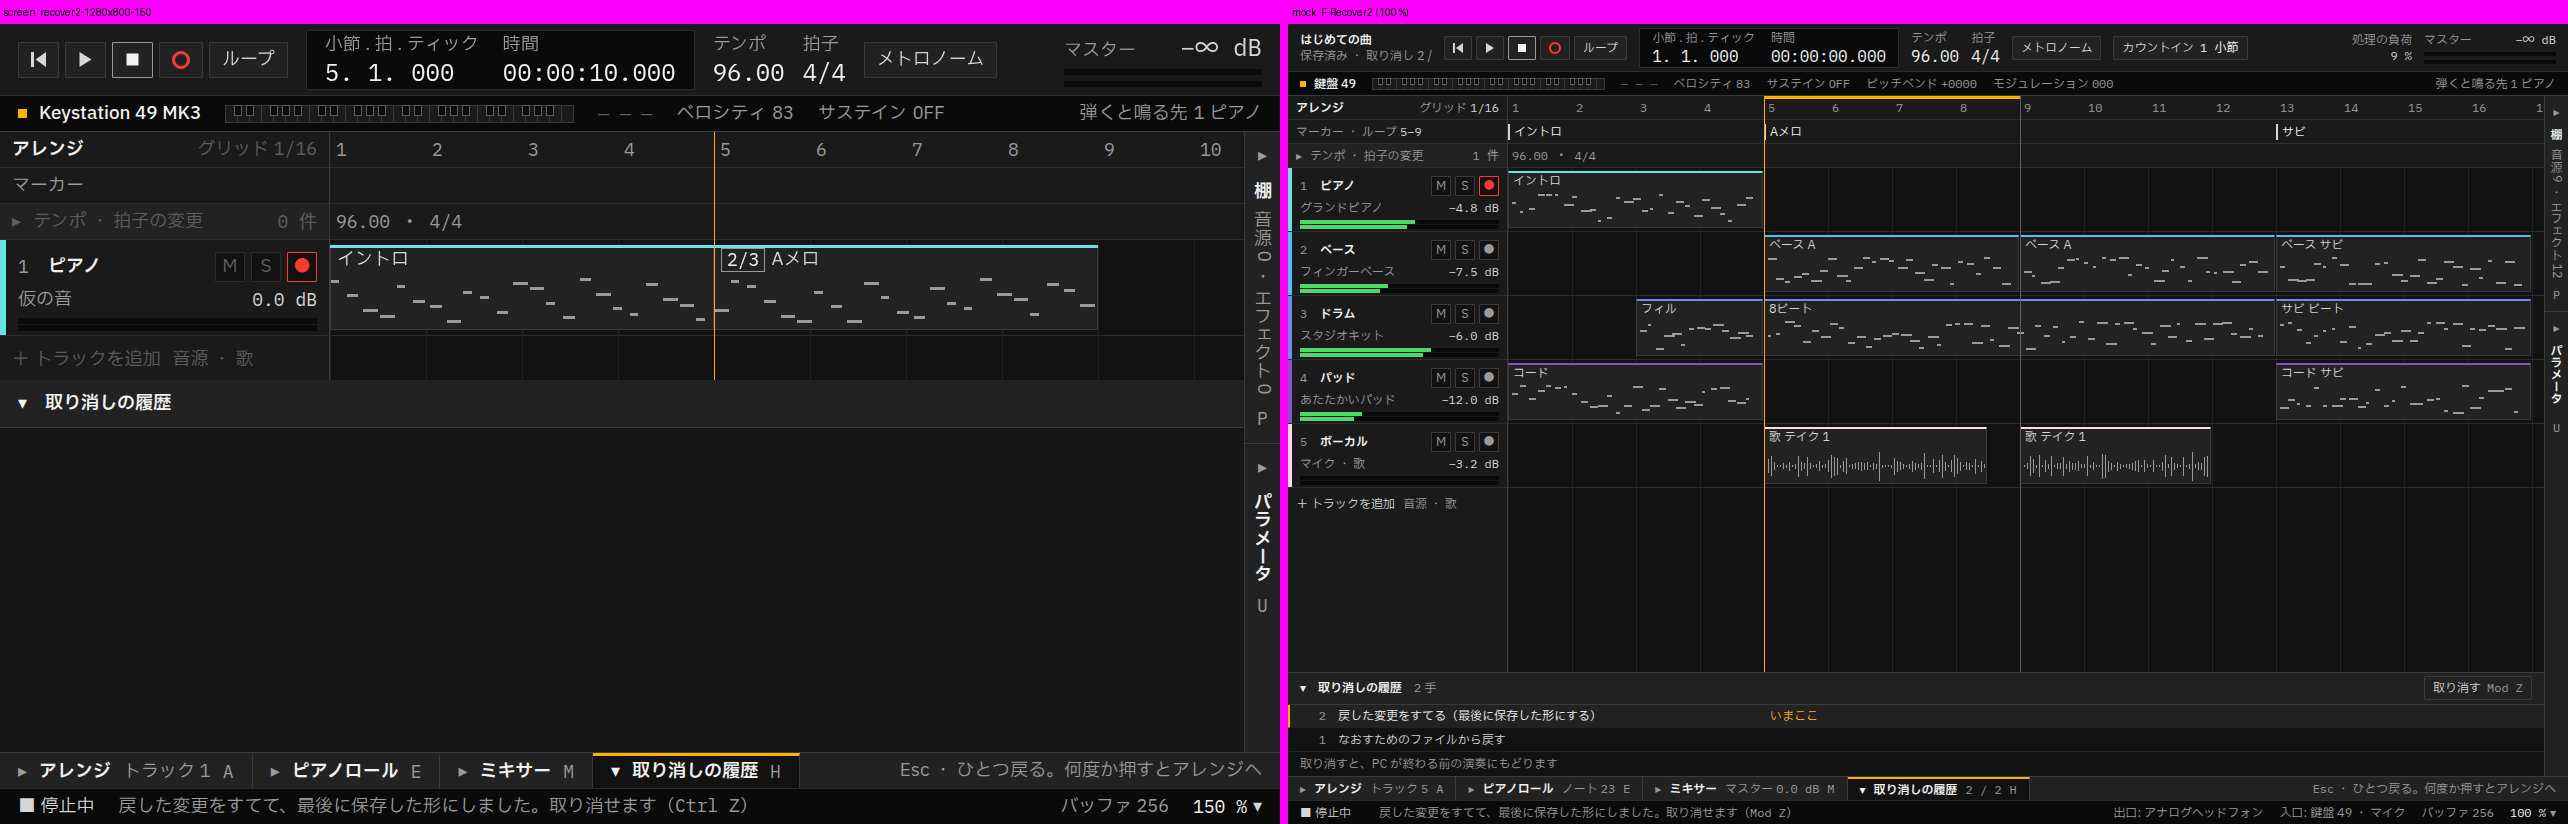 screen recover2-1280x800-150
ループ
小節.拍.ティック 時間
5. 1. 000 00:00:10.000
テンポ 拍子
96.00 4/4
メトロノーム
マスター -∞ dB
Keystation 49 MK3
— — —
ベロシティ 83 サステイン OFF
弾くと鳴る先 1 ピアノ
アレンジ グリッド 1/16
1 2 3 4 5 6 7 8 9 10
マーカー
▸ テンポ・拍子の変更 0 件
96.00 ・ 4/4
1 ピアノ M S
仮の音 0.0 dB
イントロ
2/3 Aメロ
＋ トラックを追加 音源・歌
▾ 取り消しの履歴
▸ 棚 音源 0・エフェクト 0 P
▸ パラメータ U
▸ アレンジ トラック 1 A
▸ ピアノロール E
▸ ミキサー M
▾ 取り消しの履歴 H
Esc ・ ひとつ戻る。何度か押すとアレンジへ
■ 停止中 戻した変更をすてて、最後に保存した形にしました。取り消せます（Ctrl Z）
バッファ 256 150 % ▾
mock F-Recover2 (100%)
はじめての曲
保存済み・取り消し 2 /
ループ
小節.拍.ティック 時間
1. 1. 000 00:00:00.000
テンポ 拍子
96.00 4/4
メトロノーム
カウントイン 1 小節
処理の負荷
9 %
マスター -∞ dB
鍵盤 49
— — —
ベロシティ 83 サステイン OFF ピッチベンド +0000 モジュレーション 000
弾くと鳴る先 1 ピアノ
アレンジ グリッド 1/16
1 2 3 4 5 6 7 8 9 10 11 12 13 14 15 16 1
マーカー・ループ 5-9
イントロ Aメロ サビ
▸ テンポ・拍子の変更 1 件
96.00 ・ 4/4
1 ピアノ M S
グランドピアノ -4.8 dB
イントロ
2 ベース M S
フィンガーベース -7.5 dB
ベース A ベース A ベース サビ
3 ドラム M S
スタジオキット -6.0 dB
フィル 8ビート サビ ビート
4 パッド M S
あたたかいパッド -12.0 dB
コード コード サビ
5 ボーカル M S
マイク・歌 -3.2 dB
歌 テイク 1 歌 テイク 1
＋ トラックを追加 音源・歌
▸ 棚 音源 9・エフェクト 12 P
▸ パラメータ U
▾ 取り消しの履歴 2 手
取り消す Mod Z
2 戻した変更をすてる（最後に保存した形にする） いまここ
1 なおすためのファイルから戻す
取り消すと、PC が終わる前の演奏にもどります
▸ アレンジ トラック 5 A
▸ ピアノロール ノート 23 E
▸ ミキサー マスター 0.0 dB M
▾ 取り消しの履歴 2 / 2 H
Esc ・ ひとつ戻る。何度か押すとアレンジへ
■ 停止中 戻した変更をすてて、最後に保存した形にしました。取り消せます（Mod Z）
出口: アナログヘッドフォン 入口: 鍵盤 49・マイク バッファ 256 100 % ▾